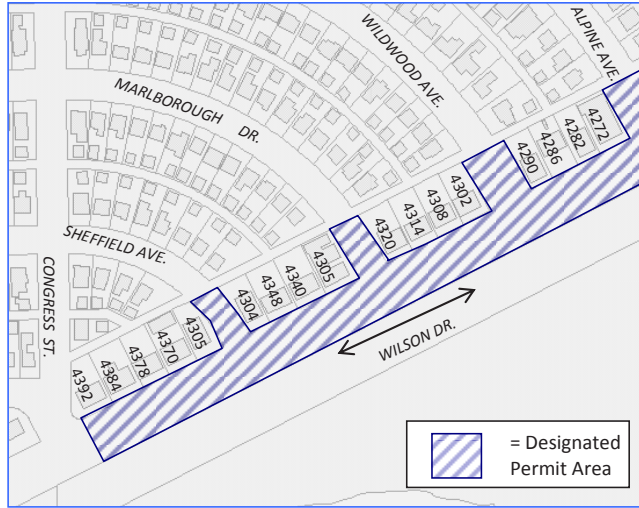 ALPINE AVE.
WILDWOOD AVE.
MARLBOROUGH DR.
SHEFFIELD AVE.
CONGRESS ST.
4272
4282
4286
4290
4302
4308
4314
4320
4305
4340
4348
4304
4305
4370
4378
4384
4392
WILSON DR.
= Designated
Permit Area